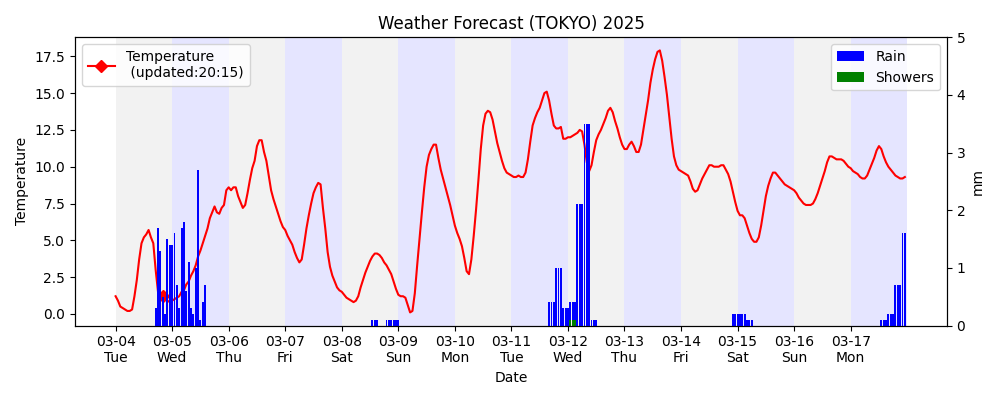 Weather Forecast (TOKYO) 2025
Temperature
(updated:20:15)
Rain
Showers
Temperature
17.5
15.0
12.5
10.0
7.5
5.0
2.5
0.0
5
4
3
2
1
0
mm
03-04 03-05 03-06 03-07 03-08 03-09 03-10 03-11 03-12 03-13 03-14 03-15 03-16 03-17
Tue Wed Thu Fri Sat Sun Mon Tue Wed Thu Fri Sat Sun Mon
Date